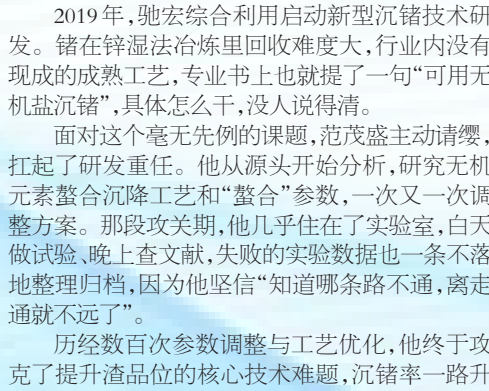 2019年，驰宏综合利用启动新型沉锗技术研
发。锗在锌湿法冶炼里回收难度大，行业内没有
现成的成熟工艺，专业书上也就提了一句“可用无
机盐沉锗”，具体怎么干，没人说得清。
面对这个毫无先例的课题，范茂盛主动请缨，
扛起了研发重任。他从源头开始分析，研究无机
元素螯合沉降工艺和“螯合”参数，一次又一次调
整方案。那段攻关期，他几乎住在了实验室，白天
做试验、晚上查文献，失败的实验数据也一条不落
地整理归档，因为他坚信“知道哪条路不通，离走
通就不远了”。
历经数百次参数调整与工艺优化，他终于攻
克了提升渣品位的核心技术难题，沉锗率一路升